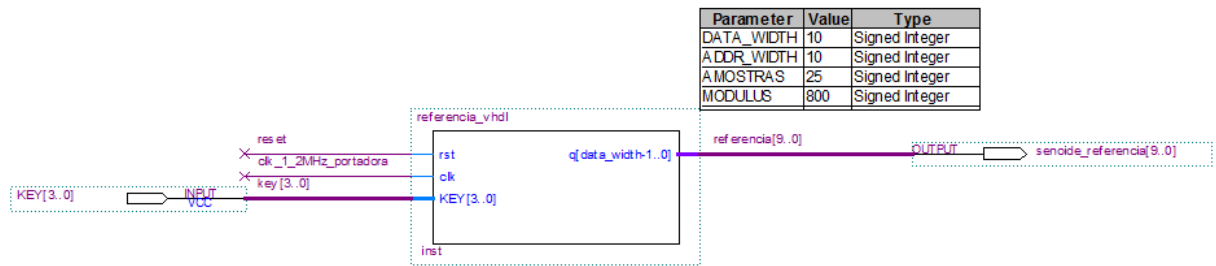 Parameter Value Type
DATA_WIDTH 10 Signed Integer
ADDR_WIDTH 10 Signed Integer
AMOSTRAS 25 Signed Integer
MODULUS 800 Signed Integer
referencia_vhdl
reset
rst
q[data_width-1..0]
referencia[9..0]
OUTPUT
senoide_referencia[9..0]
clk_1_2MHz_portadora
clk
key[3..0]
KEY[3..0]
INPUT
VCC
KEY[3..0]
inst